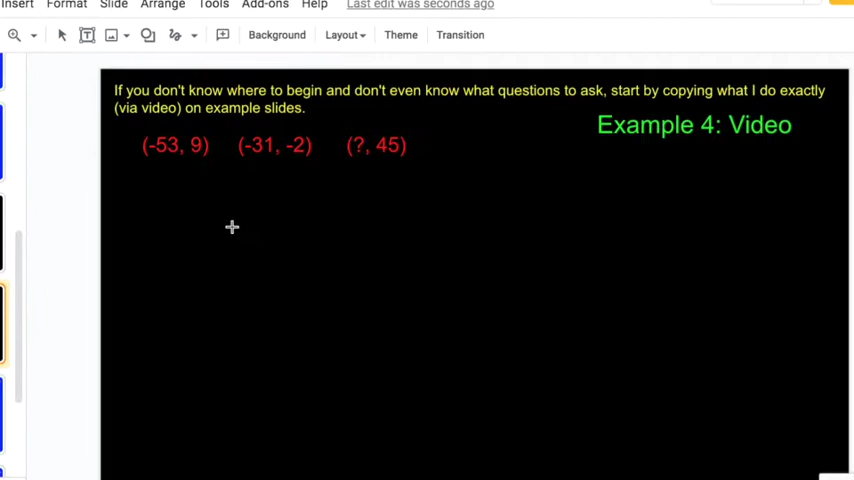 Insert Format Slide Arrange Tools Add-ons Help Last edit was seconds ago
Background Layout Theme Transition
If you don't know where to begin and don't even know what questions to ask, start by copying what I do exactly
(via video) on example slides.
Example 4: Video
(-53, 9) (-31, -2) (?, 45)